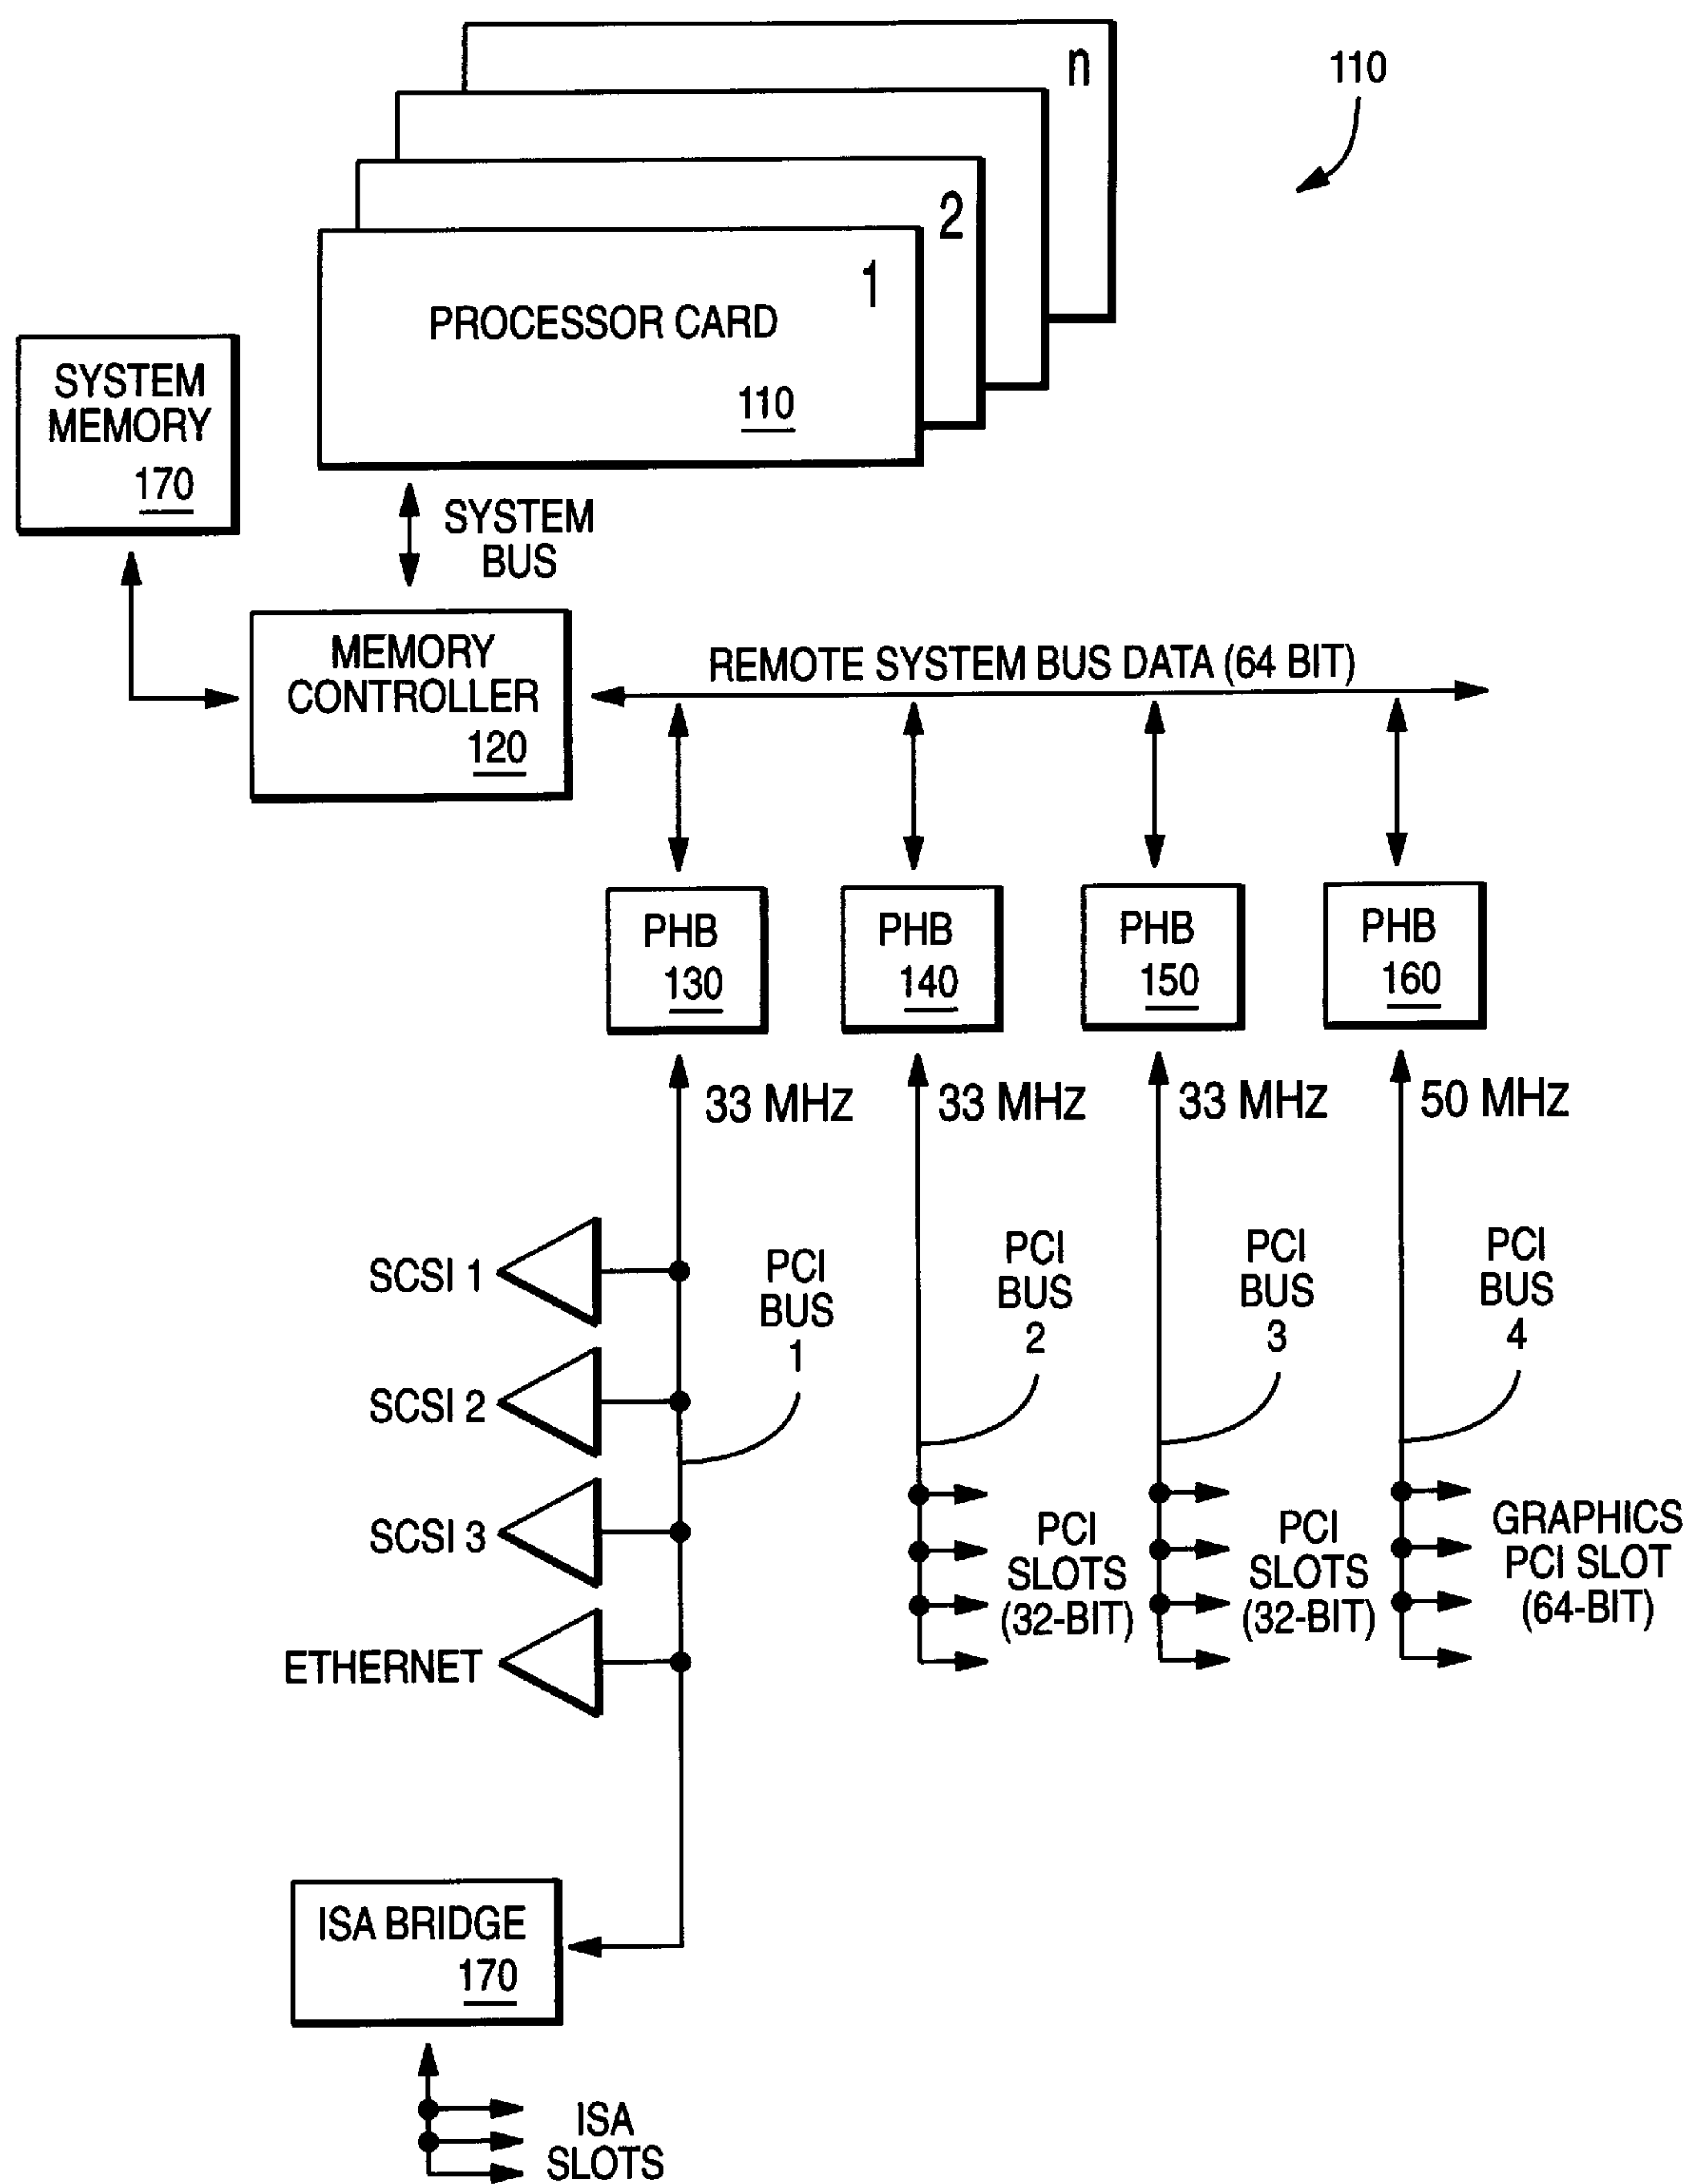 n
110
2
1
PROCESSOR CARD
110
SYSTEM
MEMORY
170
SYSTEM
BUS
MEMORY
CONTROLLER
120
REMOTE SYSTEM BUS DATA (64 BIT)
PHB
130
PHB
140
PHB
150
PHB
160
33 MHZ
33 MHZ
33 MHZ
50 MHZ
SCSI 1
SCSI 2
SCSI 3
ETHERNET
PCI
BUS
1
PCI
BUS
2
PCI
BUS
3
PCI
BUS
4
PCI
SLOTS
(32-BIT)
PCI
SLOTS
(32-BIT)
GRAPHICS
PCI SLOT
(64-BIT)
ISA BRIDGE
170
ISA
SLOTS